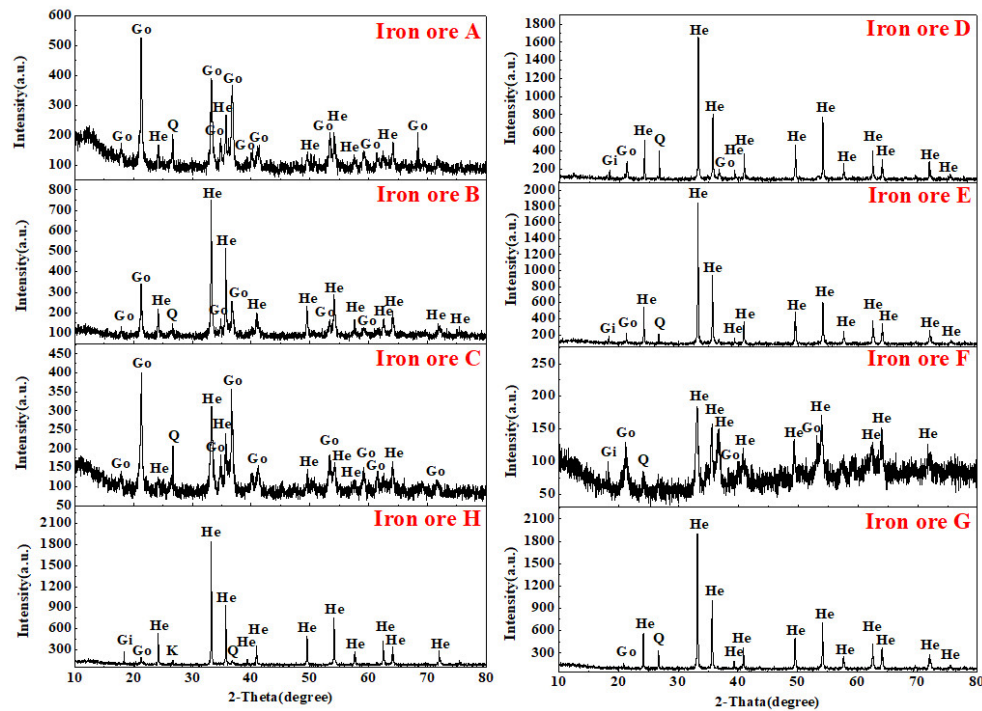 Iron ore A
Intensity(a.u.)
600
500
400
300
200
100
Go He Q Go Go He Go Go Go He He Go He He Go He Go Go
Iron ore B
Intensity(a.u.)
800
700
600
500
400
300
200
100
Go Go He Q He Go He Go He He Go He He Go He He He He
Iron ore C
Intensity(a.u.)
450
400
350
300
250
200
150
100
50
Go Go He Q He Go He Go Go He He He Go Go He Go
Iron ore H
Intensity(a.u.)
2100
1800
1500
1200
900
600
300
Gi Go He K He He Q He He He He He He He He
10 20 30 40 50 60 70 80
2-Theta(degree)
Iron ore D
Intensity(a.u.)
1800
1600
1400
1200
1000
800
600
400
200
Gi Go He Q He He Go He He He He He He He He He
Iron ore E
Intensity(a.u.)
2000
1800
1600
1400
1200
1000
800
600
400
200
Gi Go He Q He He He He He He He He He He He
Iron ore F
Intensity(a.u.)
250
200
150
100
50
Gi Go Q He He He Go He He Go He He He He
Iron ore G
Intensity(a.u.)
2100
1800
1500
1200
900
600
300
Go He Q He He He He He He He He He He He
10 20 30 40 50 60 70 80
2-Thata(degree)